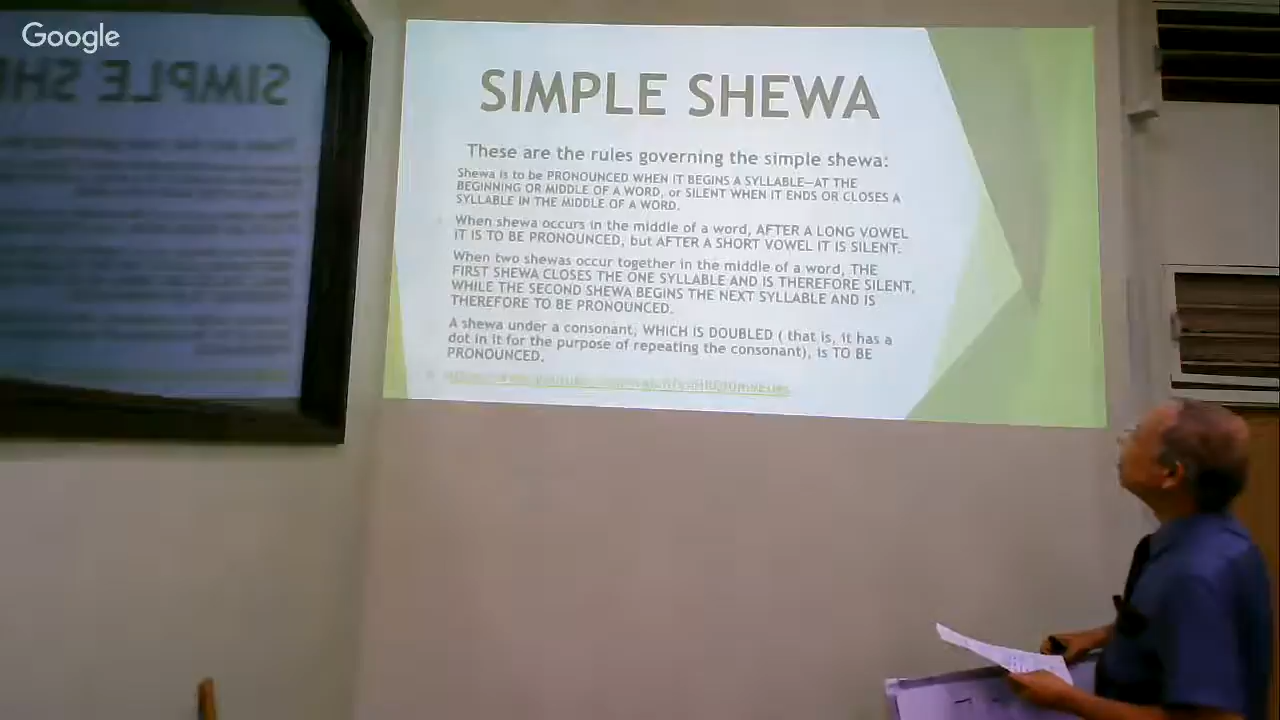 Google
SIMPLE SHEWA
These are the rules governing the simple shewa:
Shewa is to be PRONOUNCED WHEN IT BEGINS A SYLLABLE—AT THE
BEGINNING OR MIDDLE OF A WORD, or SILENT WHEN IT ENDS OR CLOSES A
SYLLABLE IN THE MIDDLE OF A WORD.
When shewa occurs in the middle of a word, AFTER A LONG VOWEL
IT IS TO BE PRONOUNCED, but AFTER A SHORT VOWEL IT IS SILENT.
When two shewas occur together in the middle of a word, THE
FIRST SHEWA CLOSES THE ONE SYLLABLE AND IS THEREFORE SILENT,
WHILE THE SECOND SHEWA BEGINS THE NEXT SYLLABLE AND IS
THEREFORE TO BE PRONOUNCED.
A shewa under a consonant, WHICH IS DOUBLED ( that is, it has a
dot in it for the purpose of repeating the consonant), is TO BE
PRONOUNCED.
SIMPLE SHE